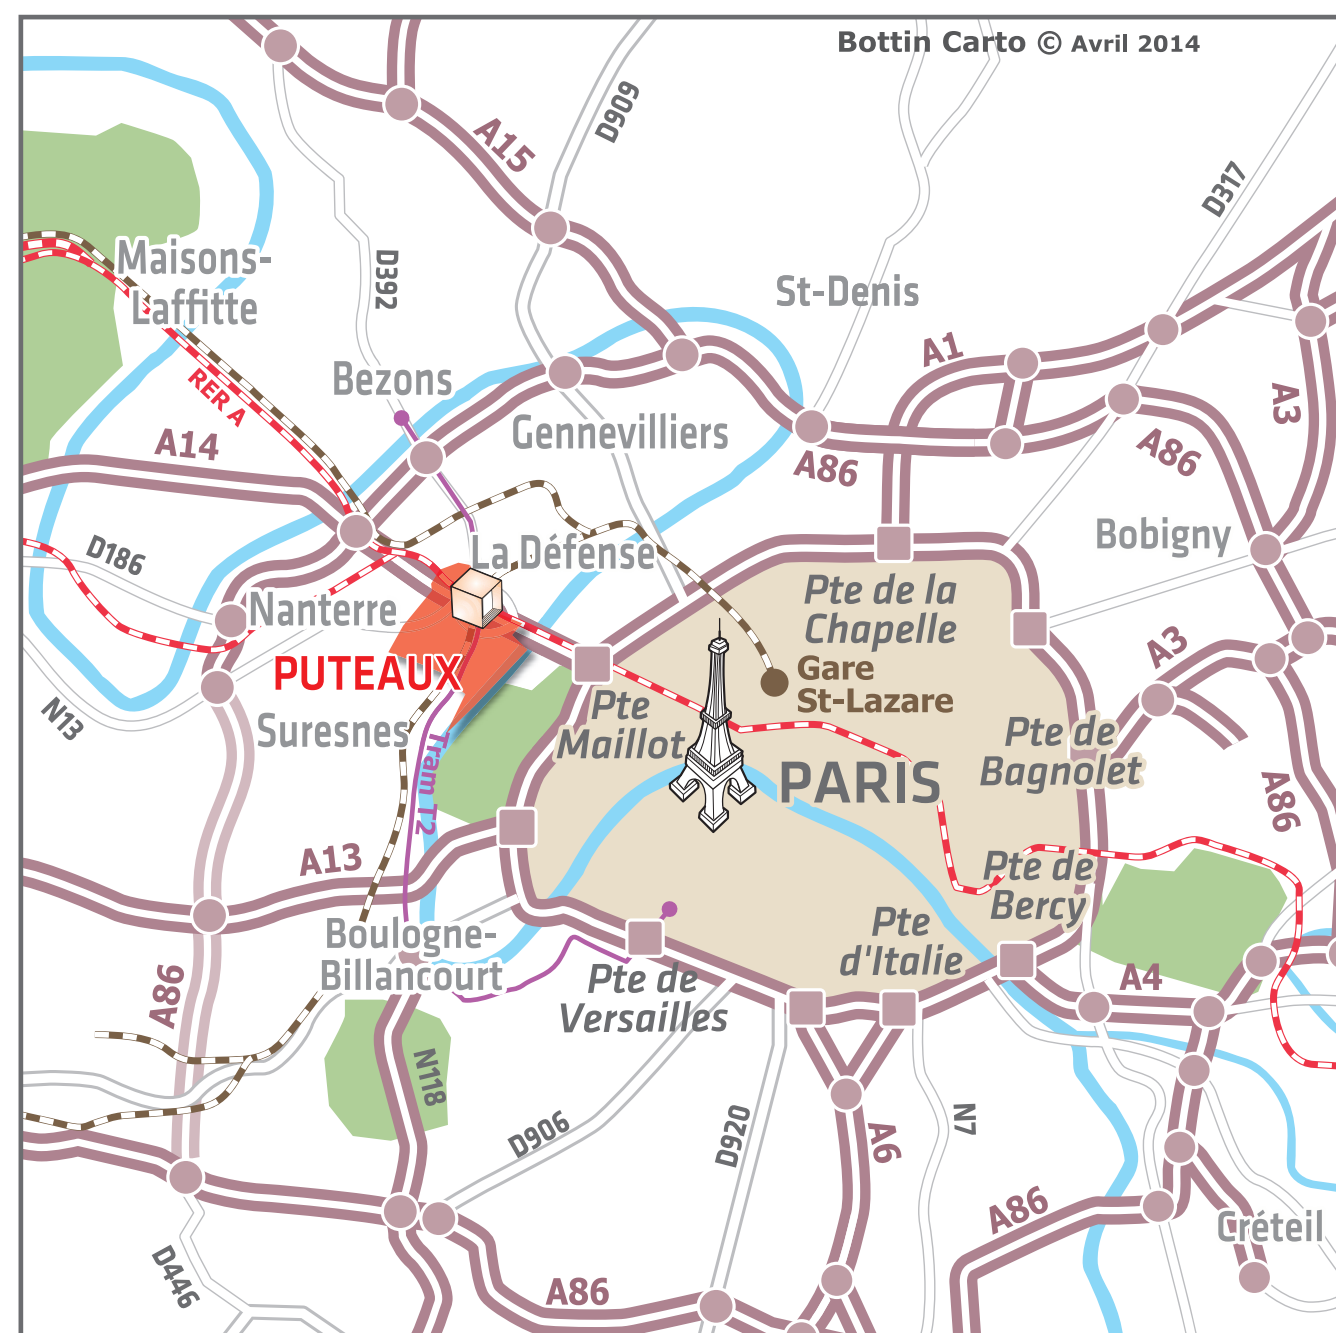 Bottin Carto © Avril 2014
A15
D909
D317
Maisons-
Laffitte
D392
St-Denis
A1
RER A
Bezons
A3
A14
Gennevilliers
A86
A86
D186
La Défense
Bobigny
Nanterre
Pte de la
Chapelle
PUTEAUX
Gare
St-Lazare
A3
N13
Suresnes
Pte
Maillot
Pte de
Bagnolet
Tram T2
PARIS
A86
A13
Pte de
Bercy
Boulogne-
Billancourt
Pte
d'Italie
A86
Pte de
Versailles
A4
N118
D906
D920
A6
N7
A86
Créteil
D446
A86